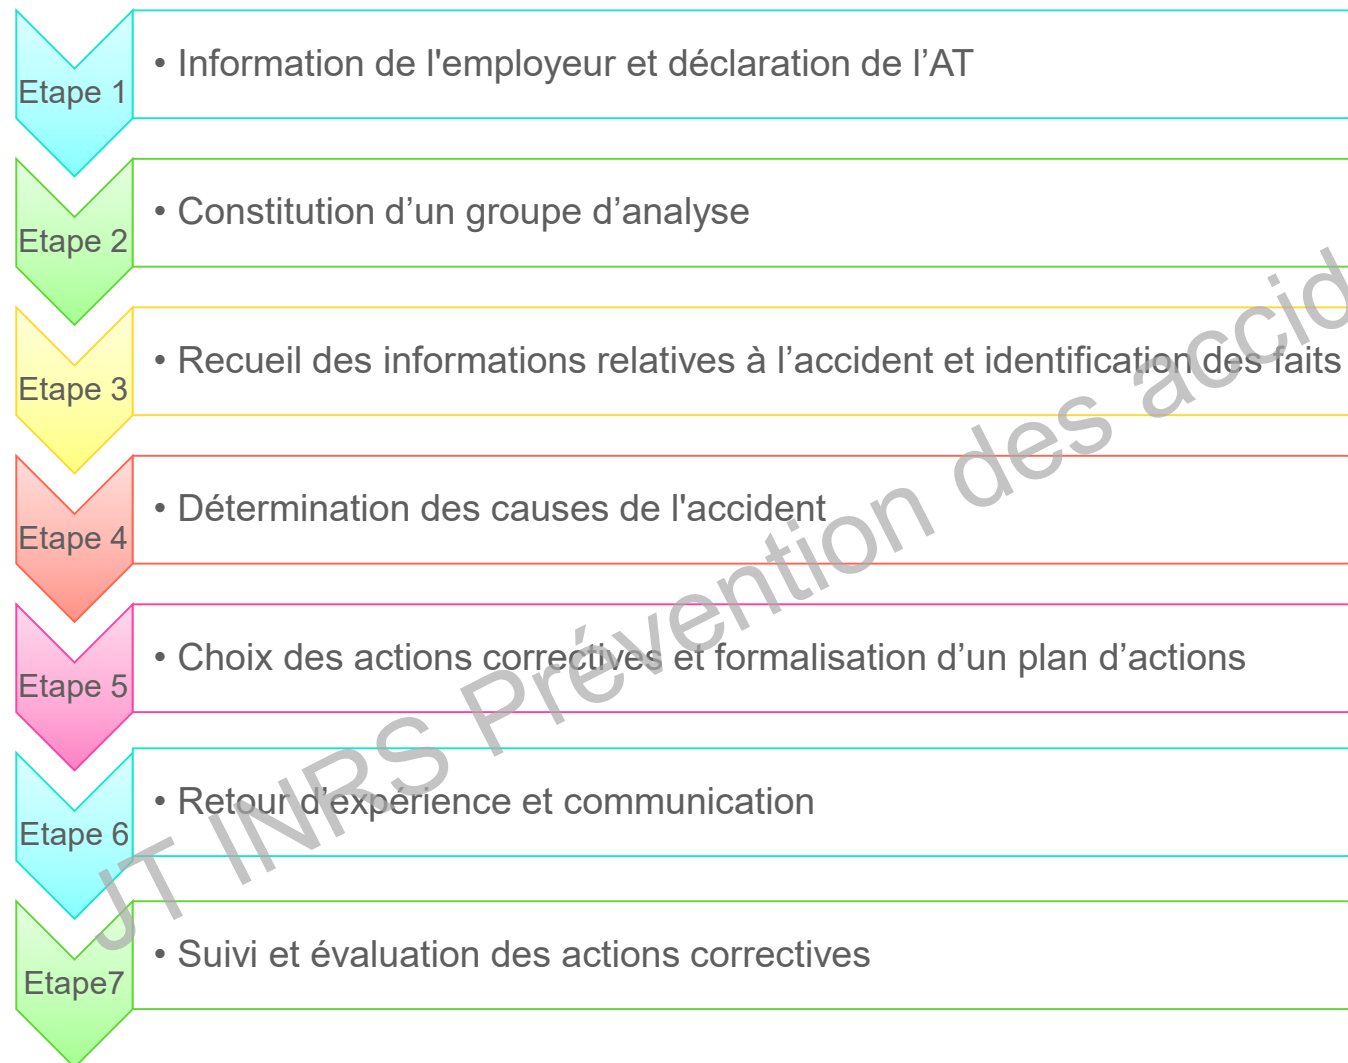 Etape 1
• Information de l'employeur et déclaration de l’AT
Etape 2
• Constitution d’un groupe d’analyse
Etape 3
• Recueil des informations relatives à l’accident et identification des faits
Etape 4
• Détermination des causes de l'accident
Etape 5
• Choix des actions correctives et formalisation d’un plan d’actions
Etape 6
• Retour d’expérience et communication
Etape7
• Suivi et évaluation des actions correctives
JT INRS Prévention des accid